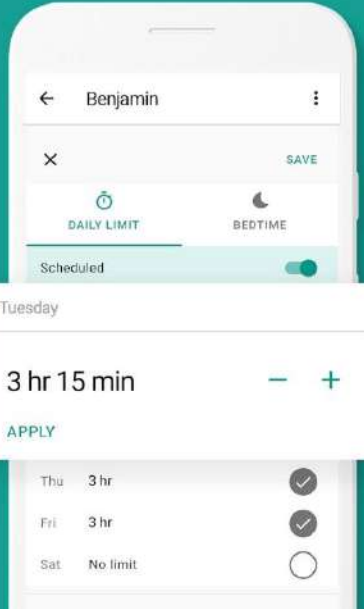 Benjamin
SAVE
DAILY LIMIT BEDTIME
Scheduled
Tuesday
3 hr 15 min
APPLY
Thu 3 hr
Fri 3 hr
Sat No limit